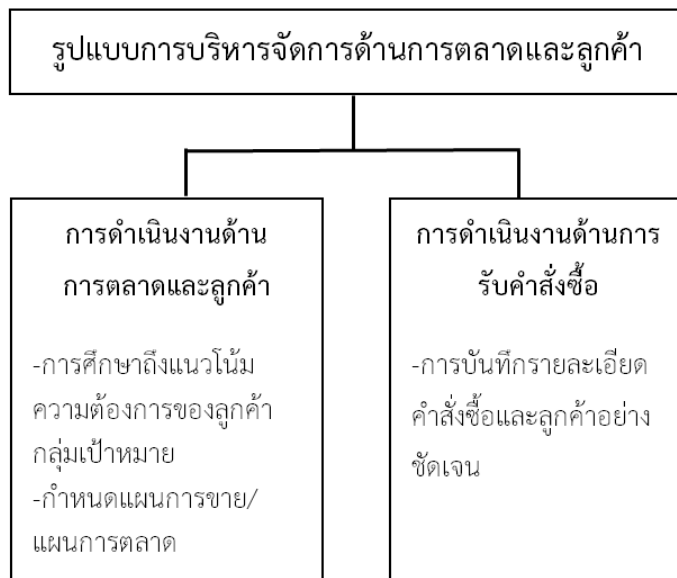 รูปแบบการบริหารจัดการด้านการตลาดและลูกค้า
การดำเนินงานด้าน
การตลาดและลูกค้า
-การศึกษาถึงแนวโน้ม
ความต้องการของลูกค้า
กลุ่มเป้าหมาย
-กำหนดแผนการขาย/
แผนการตลาด
การดำเนินงานด้านการ
รับคำสั่งซื้อ
-การบันทึกรายละเอียด
คำสั่งซื้อและลูกค้าอย่าง
ชัดเจน